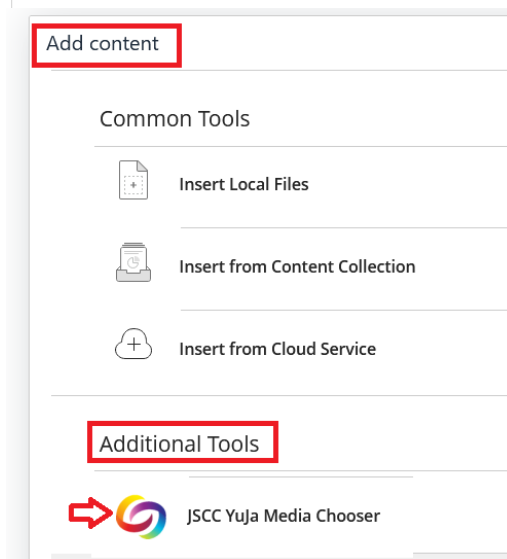 Add content
Common Tools
Insert Local Files
Insert from Content Collection
Insert from Cloud Service
Additional Tools
JSCC YuJa Media Chooser